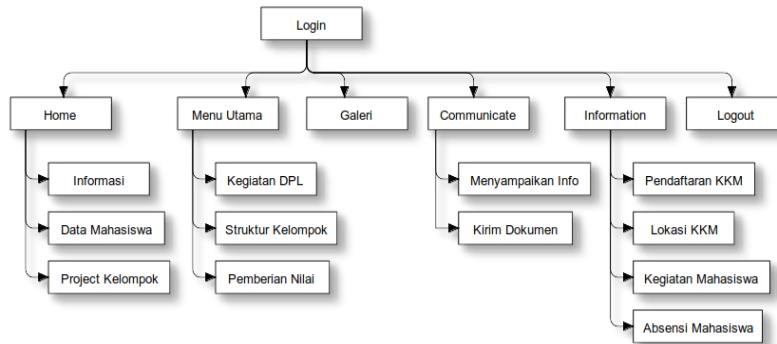 Login
Home
Menu Utama
Galeri
Communicate
Information
Logout
Informasi
Data Mahasiswa
Project Kelompok
Kegiatan DPL
Struktur Kelompok
Pemberian Nilai
Menyampaikan Info
Kirim Dokumen
Pendaftaran KKM
Lokasi KKM
Kegiatan Mahasiswa
Absensi Mahasiswa